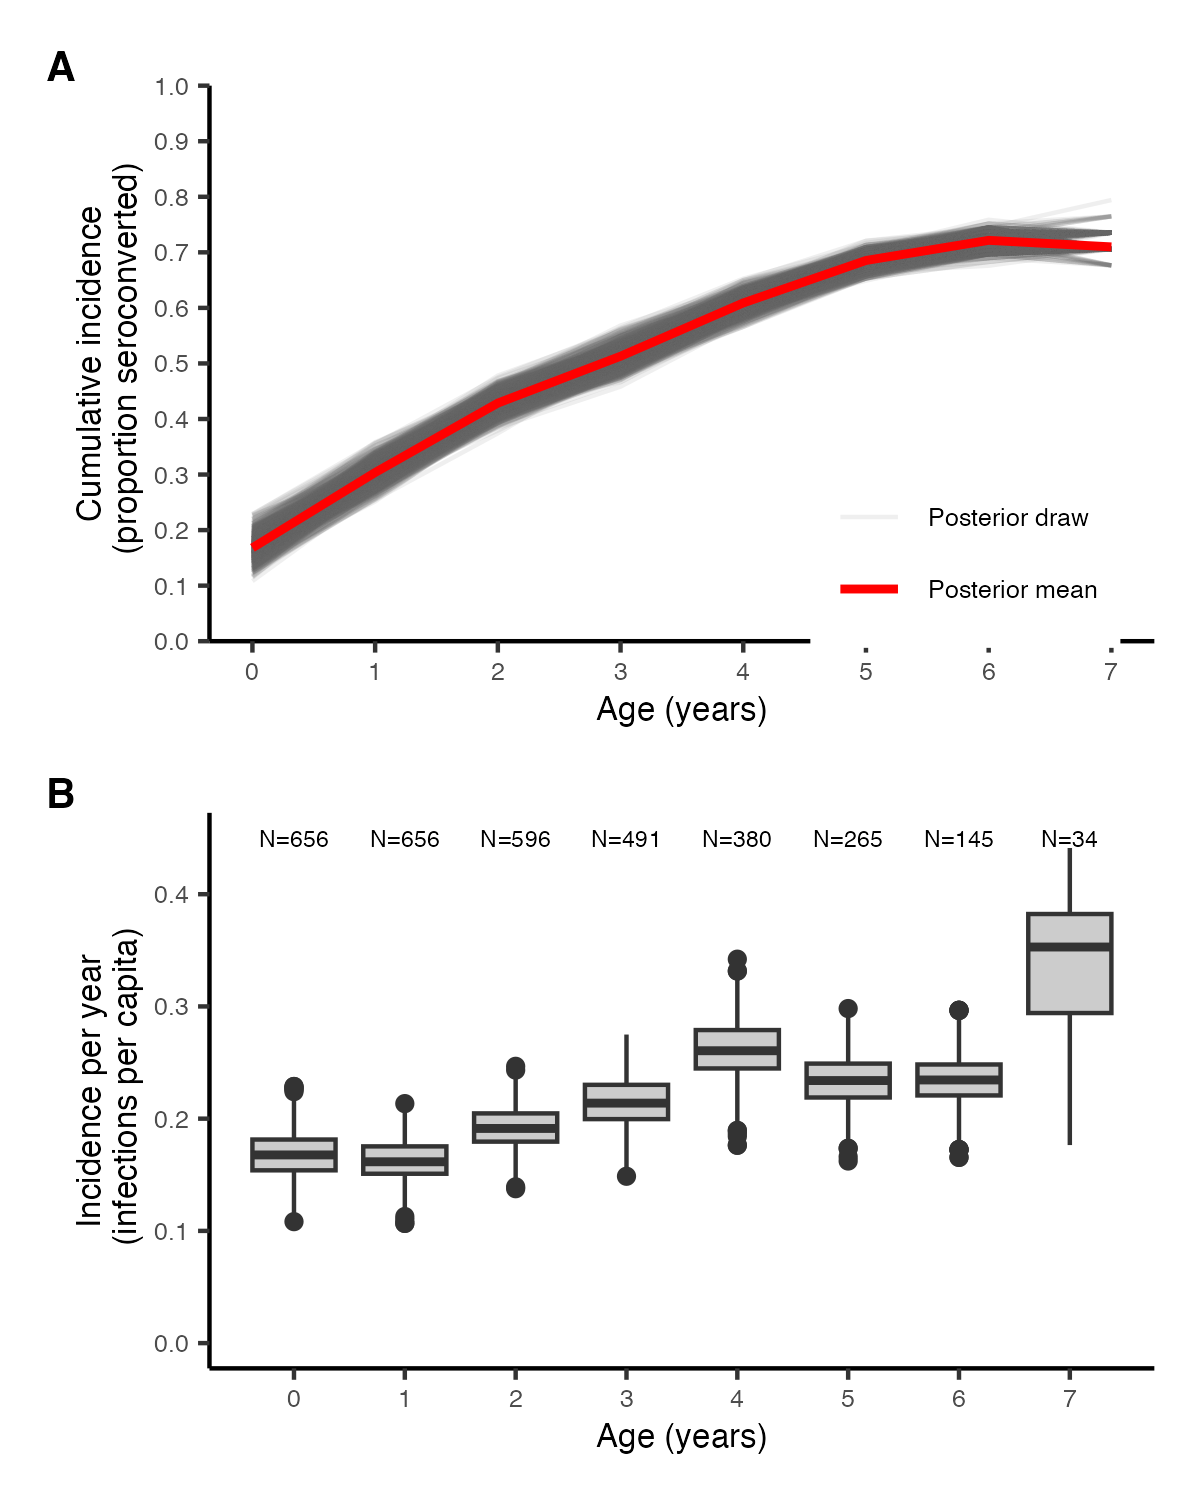 A
Cumulative incidence
(proportion seroconverted)
1.0
0.9
0.8
0.7
0.6
0.5
0.4
0.3
0.2
0.1
0.0
Posterior draw
Posterior mean
0 1 2 3 4 5 6 7
Age (years)
B
Incidence per year
(infections per capita)
N=656 N=656 N=596 N=491 N=380 N=265 N=145 N=34
0.4
0.3
0.2
0.1
0.0
0 1 2 3 4 5 6 7
Age (years)